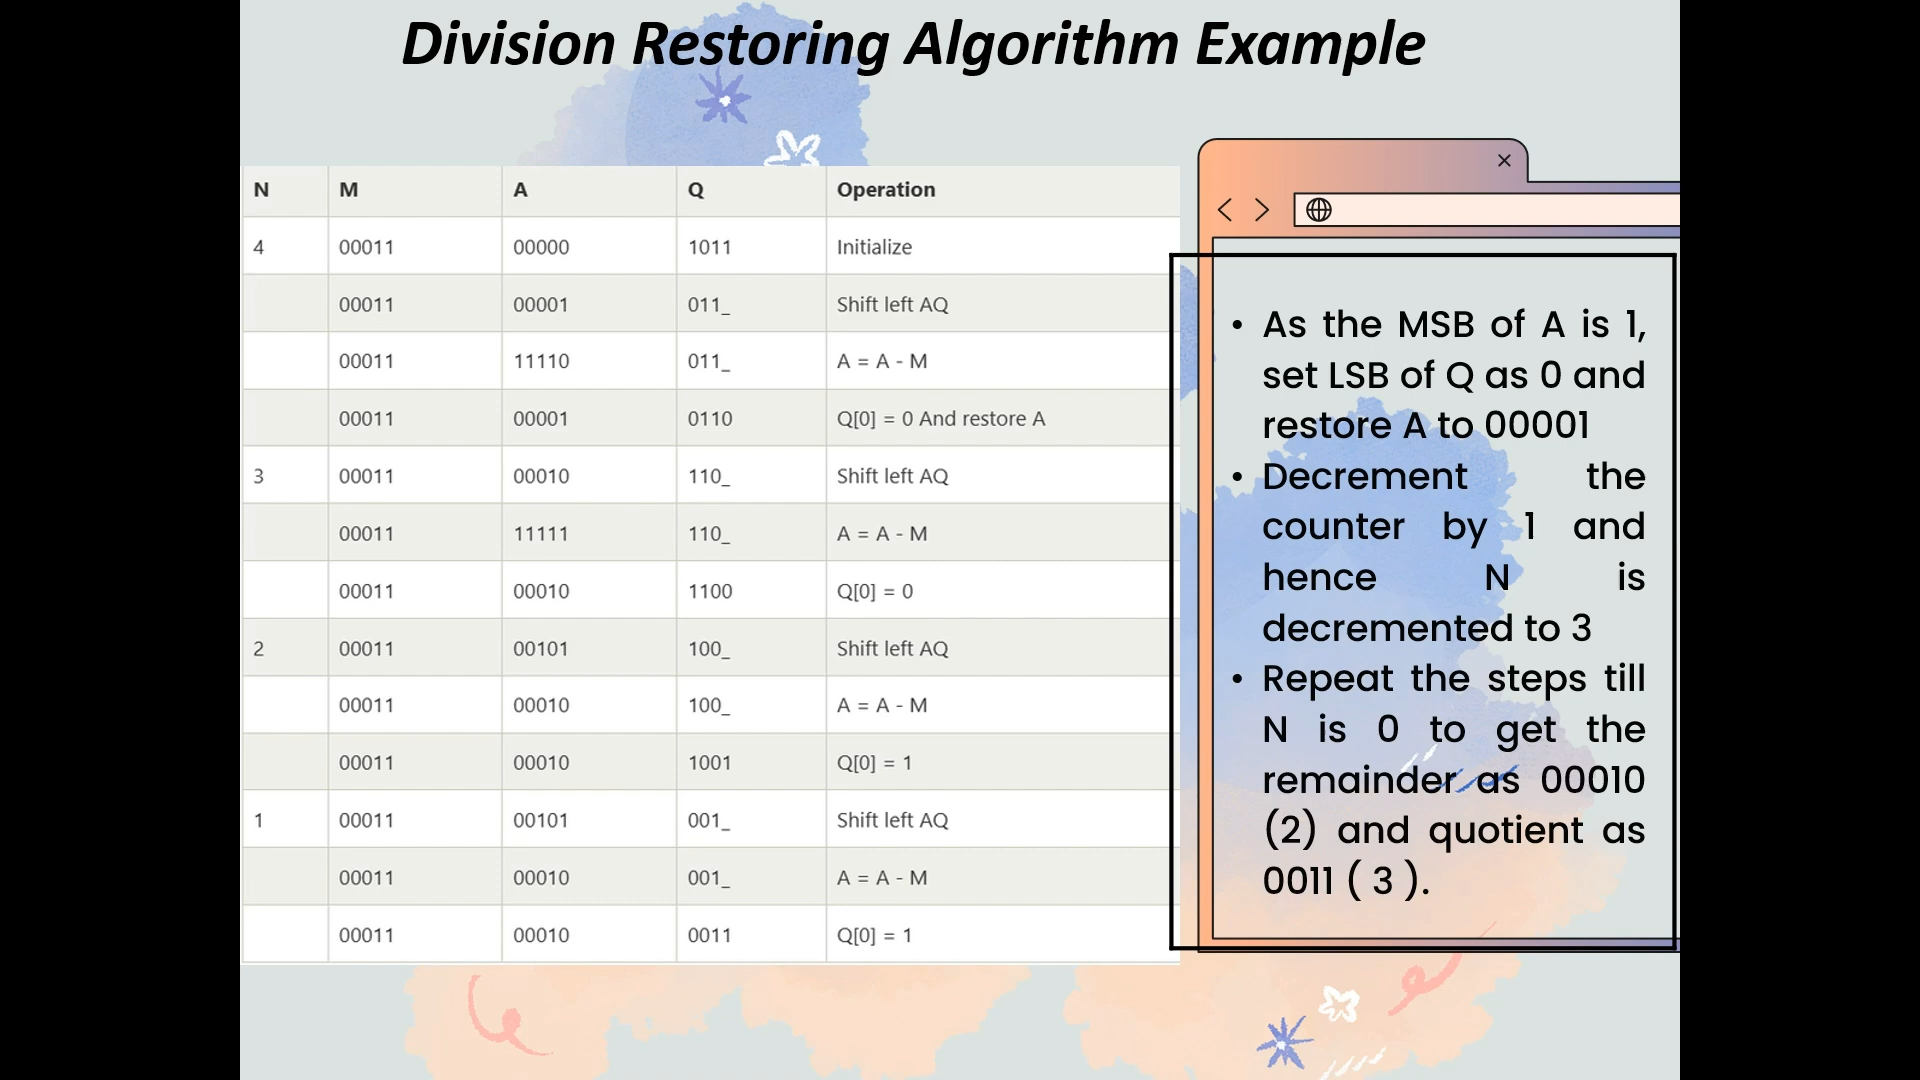 Division Restoring Algorithm Example
N M A Q Operation
4 00011 00000 1011 Initialize
00011 00001 011_ Shift left AQ
00011 11110 011_ A = A - M
00011 00001 0110 Q[0] = 0 And restore A
3 00011 00010 110_ Shift left AQ
00011 11111 110_ A = A - M
00011 00010 1100 Q[0] = 0
2 00011 00101 100_ Shift left AQ
00011 00010 100_ A = A - M
00011 00010 1001 Q[0] = 1
1 00011 00101 001_ Shift left AQ
00011 00010 001_ A = A - M
00011 00010 0011 Q[0] = 1
• As the MSB of A is 1,
set LSB of Q as 0 and
restore A to 00001
• Decrement the
counter by 1 and
hence N is
decremented to 3
• Repeat the steps till
N is 0 to get the
remainder as 00010
(2) and quotient as
0011 ( 3 ).